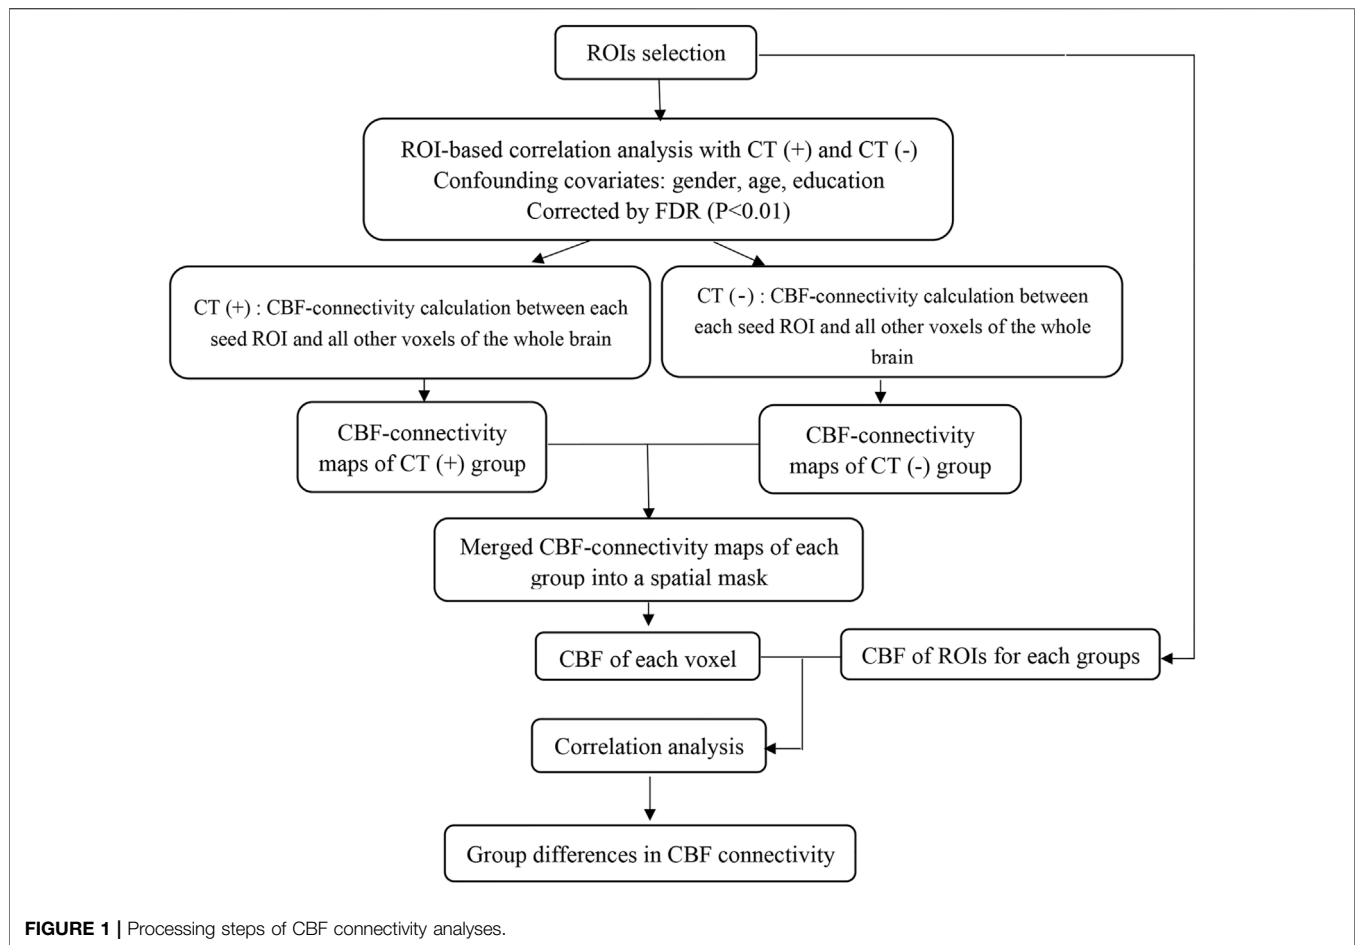 ROIs selection
ROI-based correlation analysis with CT (+) and CT (-)
Confounding covariates: gender, age, education
Corrected by FDR (P<0.01)
CT (+) : CBF-connectivity calculation between each
seed ROI and all other voxels of the whole brain
CT (-) : CBF-connectivity calculation between
each seed ROI and all other voxels of the whole
brain
CBF-connectivity
maps of CT (+) group
CBF-connectivity
maps of CT (-) group
Merged CBF-connectivity maps of each
group into a spatial mask
CBF of each voxel
CBF of ROIs for each groups
Correlation analysis
Group differences in CBF connectivity
FIGURE 1 | Processing steps of CBF connectivity analyses.